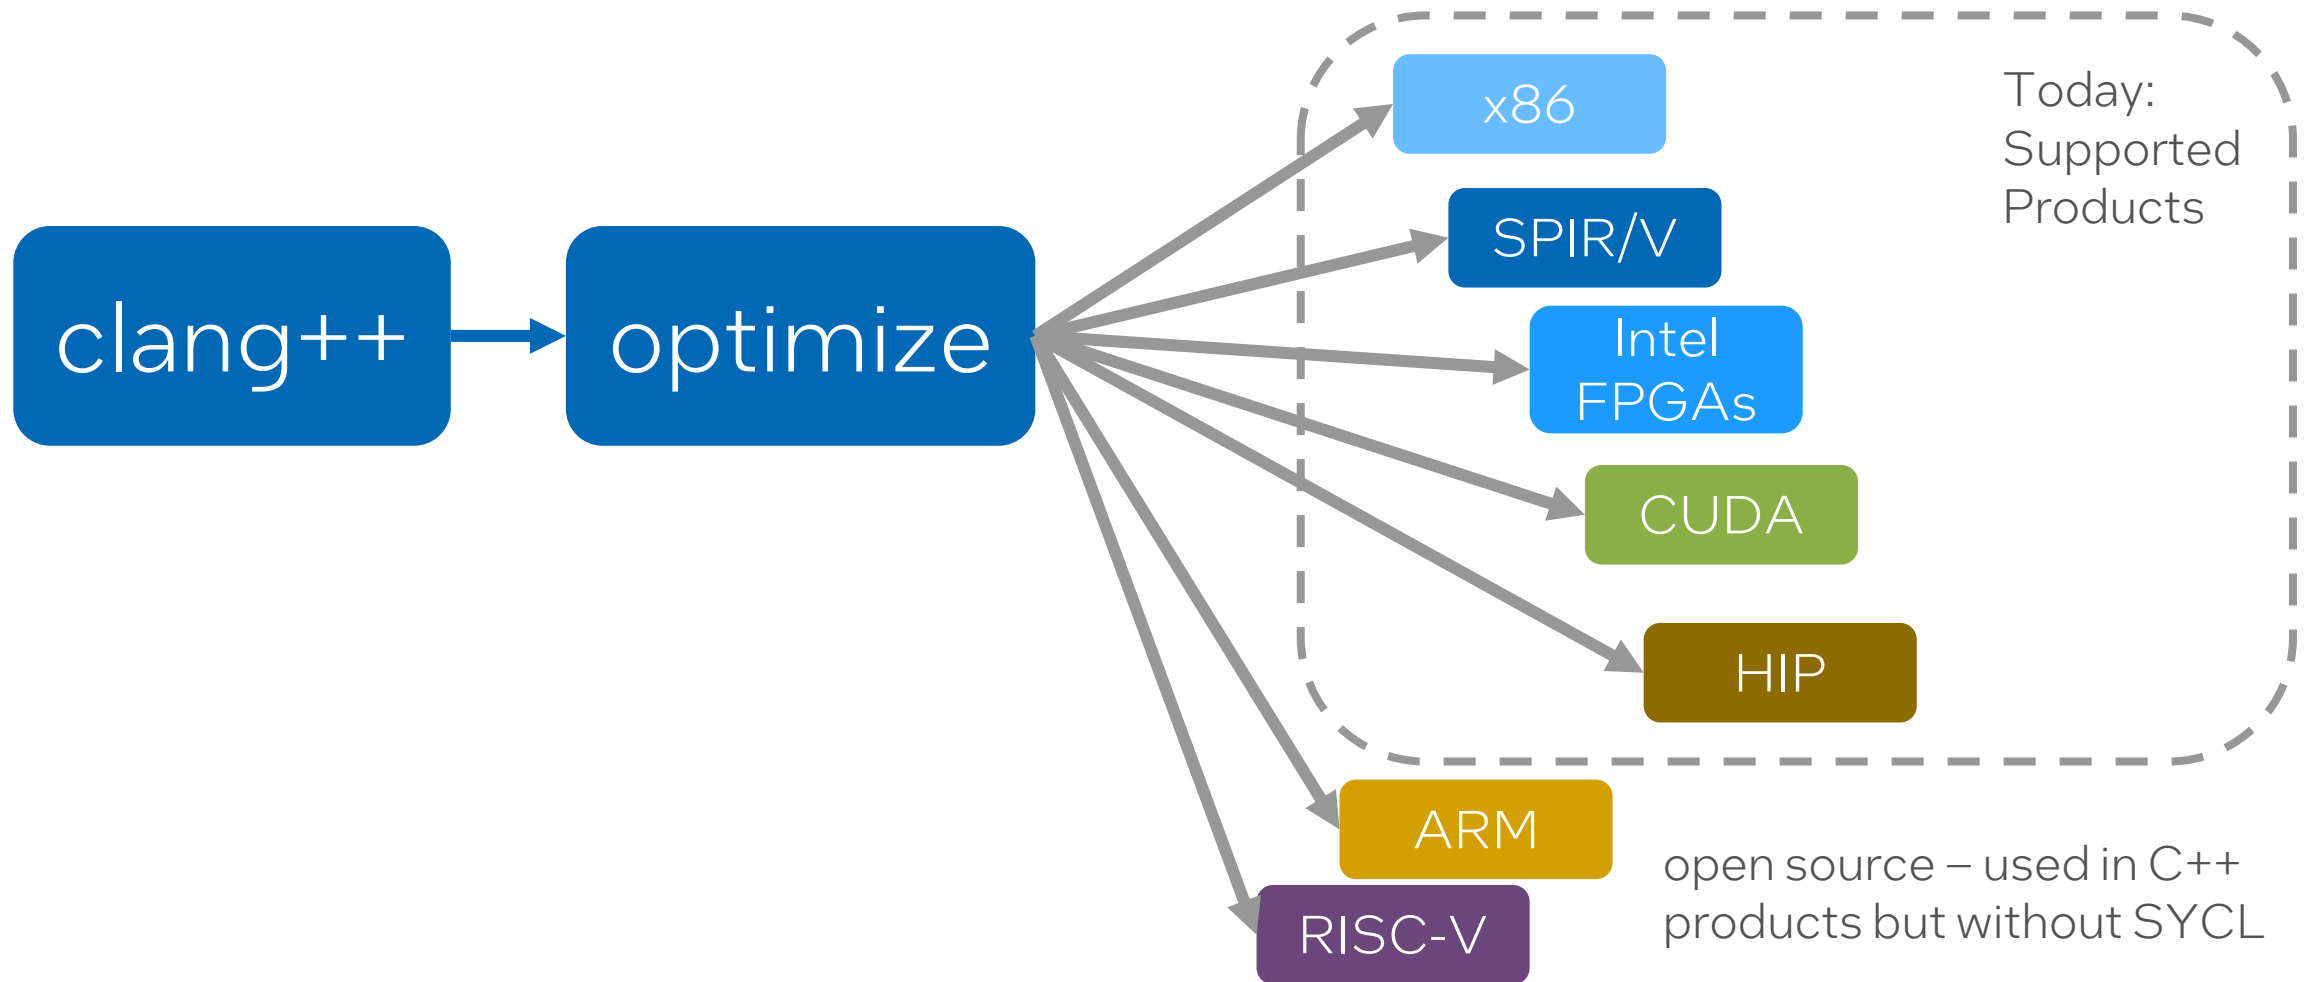 clang++
optimize
x86
SPIR/V
Intel
FPGAs
CUDA
HIP
ARM
RISC-V
Today:
Supported
Products
open source – used in C++
products but without SYCL